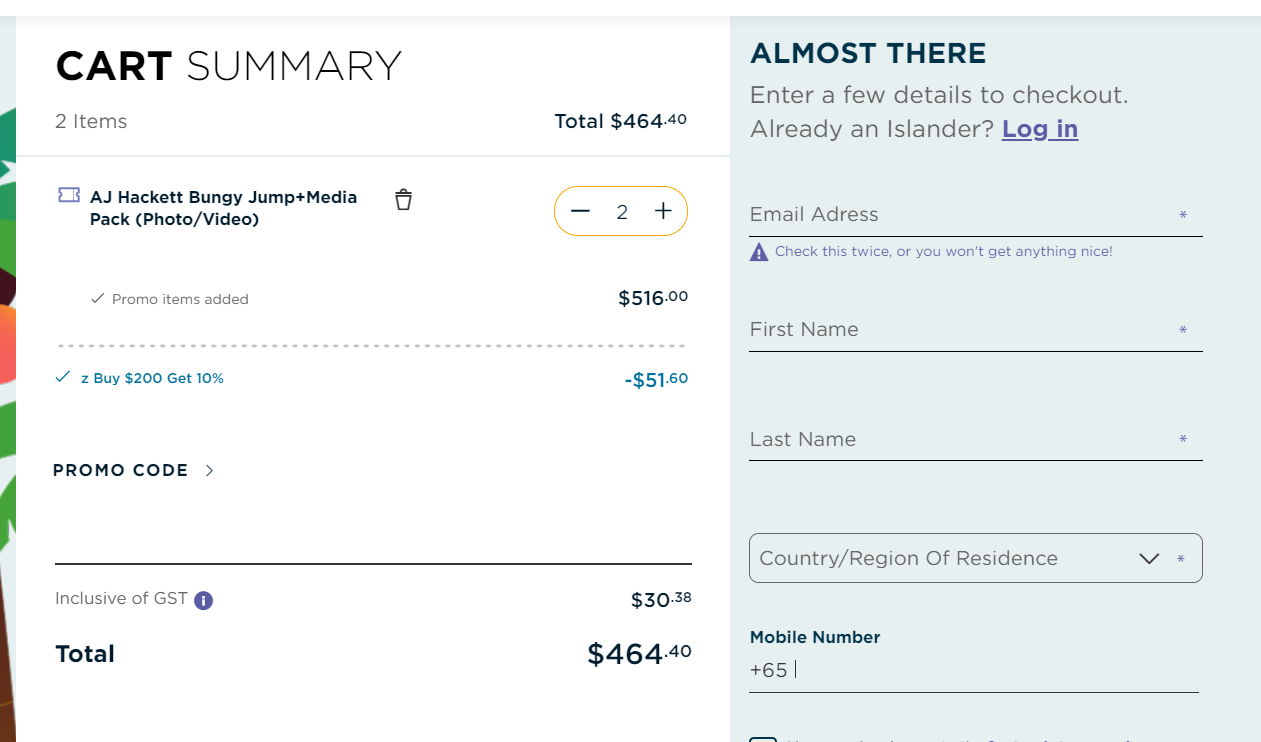 CART SUMMARY
2 Items
Total $464.40
AJ Hackett Bungy Jump+Media
Pack (Photo/Video)
2
Promo items added
$516.00
z Buy $200 Get 10%
-$51.60
PROMO CODE
Inclusive of GST
$30.38
Total
$464.40
ALMOST THERE
Enter a few details to checkout.
Already an Islander? Log in
Email Adress *
Check this twice, or you won't get anything nice!
First Name *
Last Name *
Country/Region Of Residence *
Mobile Number
+65